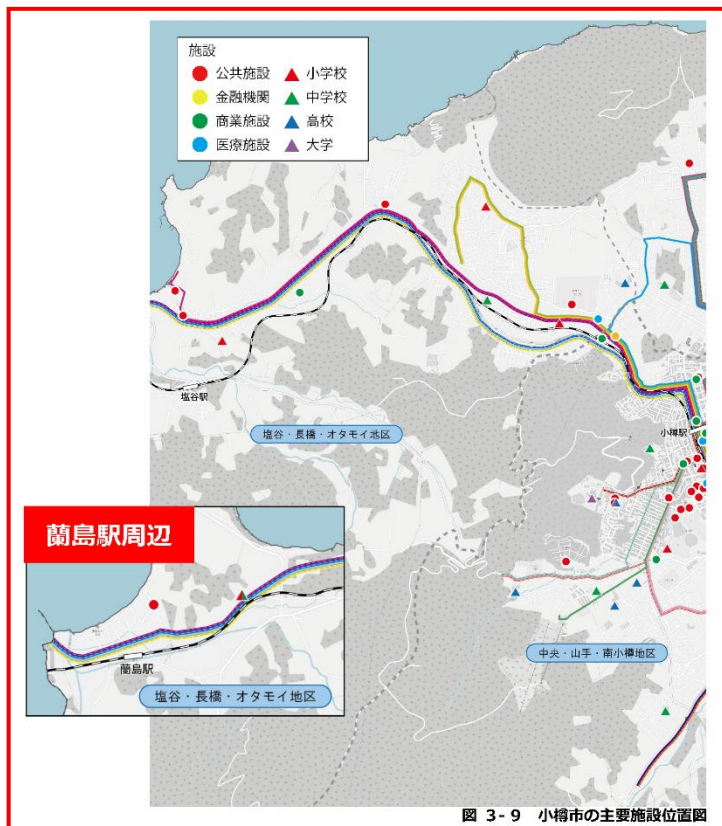 施設
公共施設
小学校
金融機関
中学校
商業施設
高校
医療施設
大学
塩谷駅
小樽駅
塩谷・長橋・オタモイ地区
蘭島駅周辺
蘭島駅
塩谷・長橋・オタモイ地区
中央・山手・南小樽地区
図 3-9 小樽市の主要施設位置図